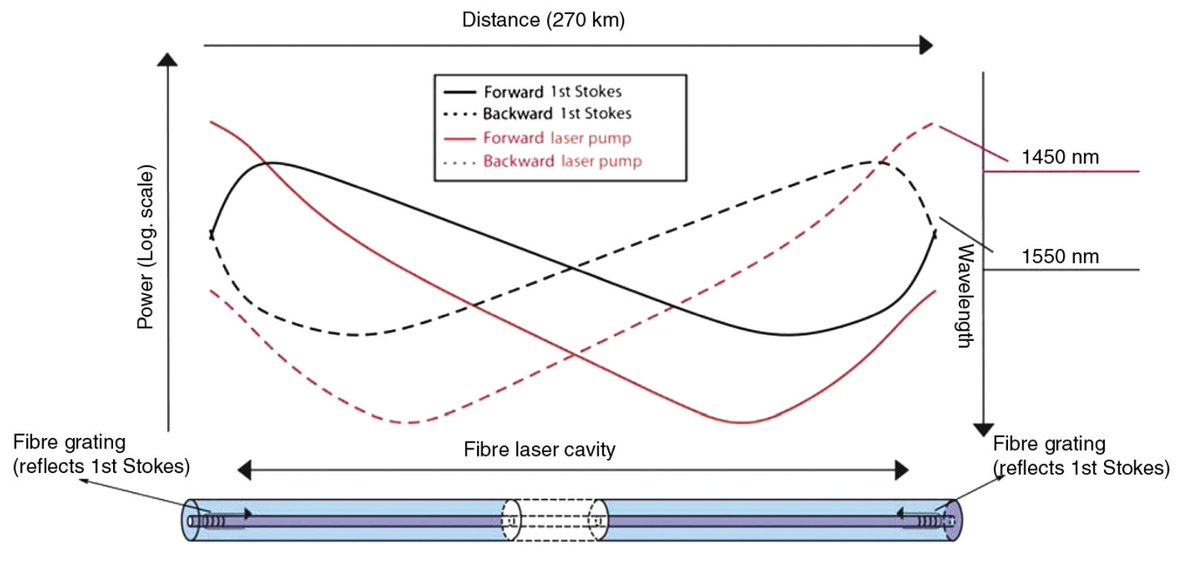 Distance (270 km)
Forward 1st Stokes
Backward 1st Stokes
Forward laser pump
Backward laser pump
Power (Log. scale)
1450 nm
1550 nm
Wavelength
Fibre grating
(reflects 1st Stokes)
Fibre laser cavity
Fibre grating
(reflects 1st Stokes)